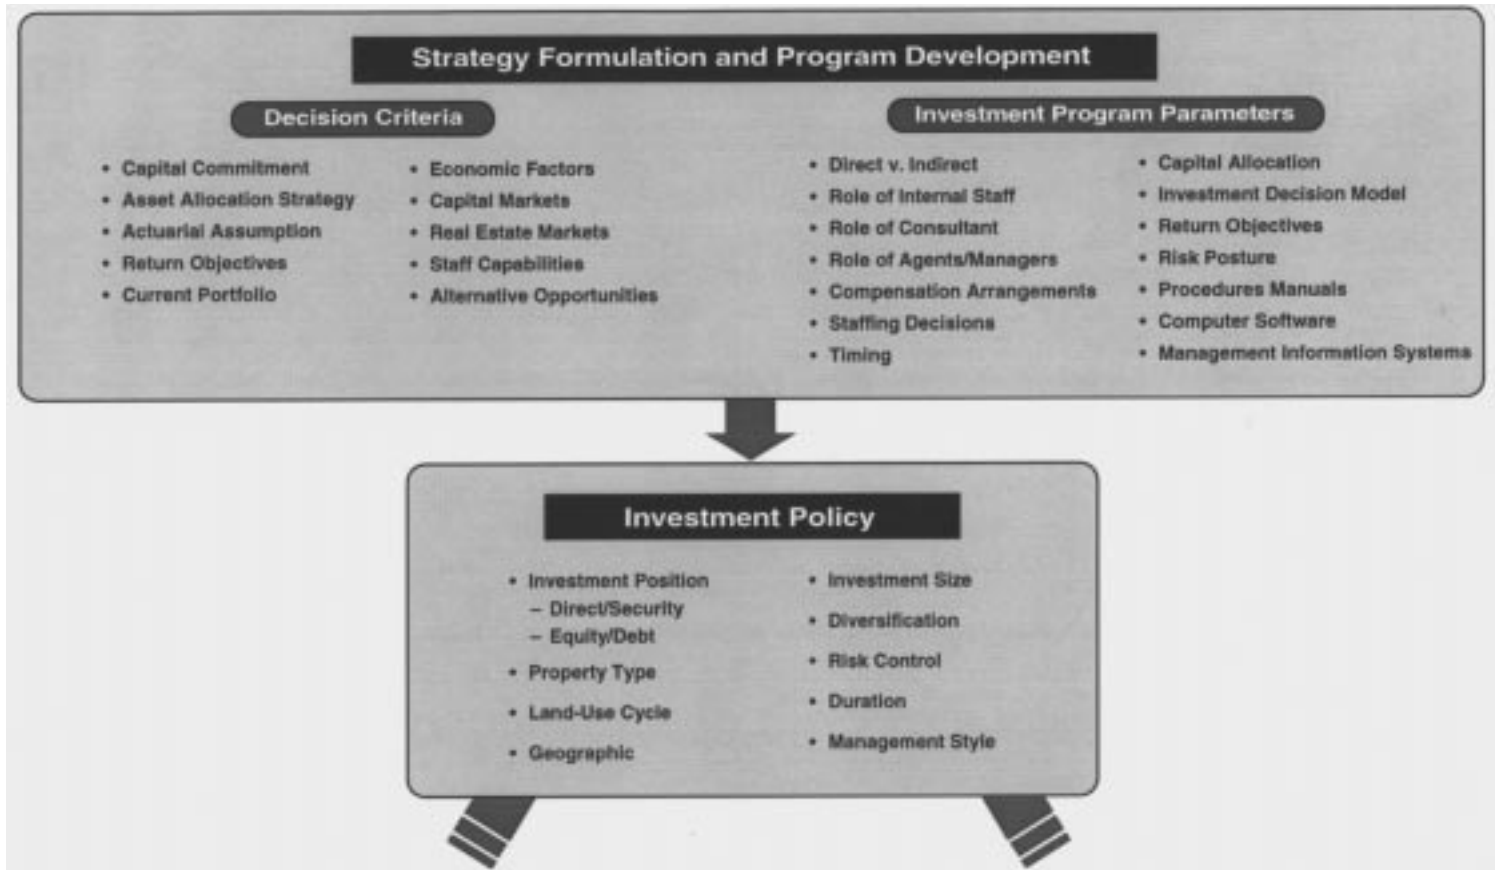 Strategy Formulation and Program Development
Decision Criteria
• Capital Commitment
• Asset Allocation Strategy
• Actuarial Assumption
• Return Objectives
• Current Portfolio
• Economic Factors
• Capital Markets
• Real Estate Markets
• Staff Capabilities
• Alternative Opportunities
Investment Program Parameters
• Direct v. Indirect
• Role of Internal Staff
• Role of Consultant
• Role of Agents/Managers
• Compensation Arrangements
• Staffing Decisions
• Timing
• Capital Allocation
• Investment Decision Model
• Return Objectives
• Risk Posture
• Procedures Manuals
• Computer Software
• Management Information Systems
Investment Policy
• Investment Position
– Direct/Security
– Equity/Debt
• Property Type
• Land-Use Cycle
• Geographic
• Investment Size
• Diversification
• Risk Control
• Duration
• Management Style